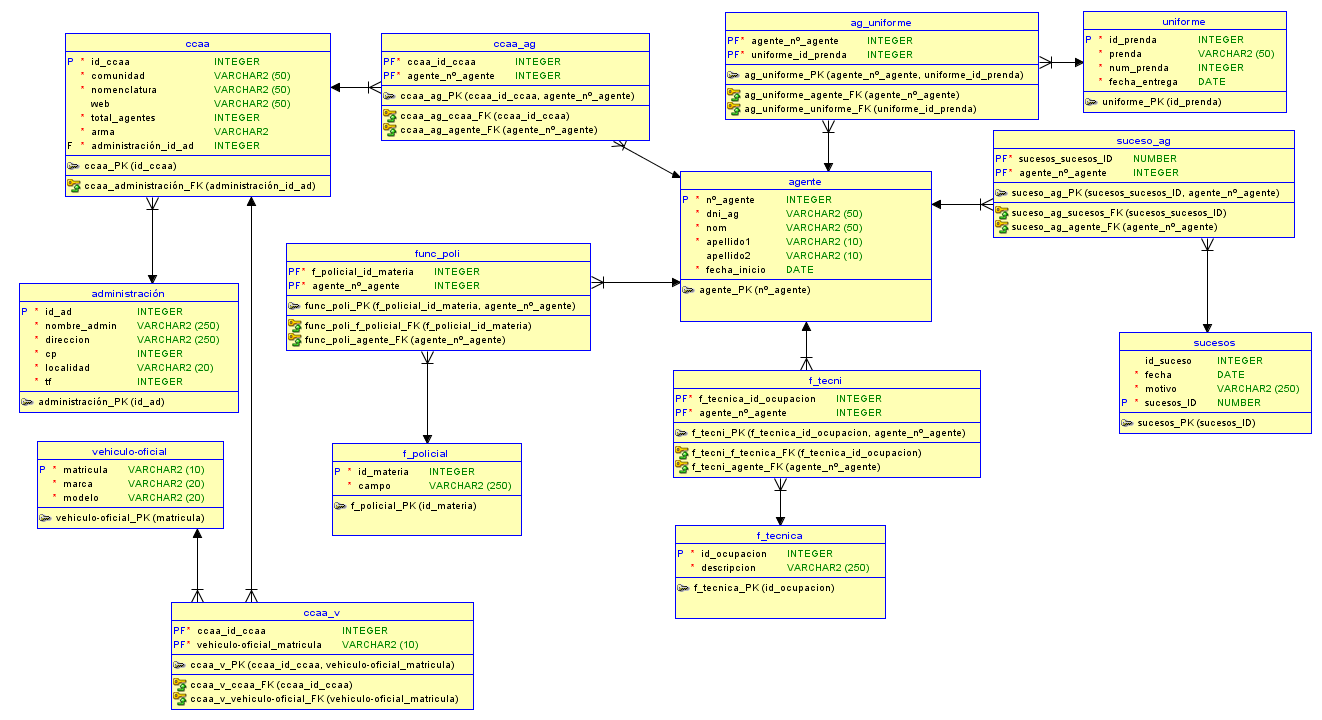 ccaa
P * id_ccaa INTEGER
* comunidad VARCHAR2 (50)
* nomenclatura VARCHAR2 (50)
web VARCHAR2 (50)
* total_agentes INTEGER
* arma VARCHAR2
F * administración_id_ad INTEGER
ccaa_PK (id_ccaa)
ccaa_administración_FK (administración_id_ad)
ccaa_ag
PF* ccaa_id_ccaa INTEGER
PF* agente_nº_agente INTEGER
ccaa_ag_PK (ccaa_id_ccaa, agente_nº_agente)
ccaa_ag_ccaa_FK (ccaa_id_ccaa)
ccaa_ag_agente_FK (agente_nº_agente)
ag_uniforme
PF* agente_nº_agente INTEGER
PF* uniforme_id_prenda INTEGER
ag_uniforme_PK (agente_nº_agente, uniforme_id_prenda)
ag_uniforme_agente_FK (agente_nº_agente)
ag_uniforme_uniforme_FK (uniforme_id_prenda)
uniforme
P * id_prenda INTEGER
* prenda VARCHAR2 (50)
* num_prenda INTEGER
* fecha_entrega DATE
uniforme_PK (id_prenda)
suceso_ag
PF* sucesos_sucesos_ID NUMBER
PF* agente_nº_agente INTEGER
suceso_ag_PK (sucesos_sucesos_ID, agente_nº_agente)
suceso_ag_sucesos_FK (sucesos_sucesos_ID)
suceso_ag_agente_FK (agente_nº_agente)
agente
P * nº_agente INTEGER
* dni_ag VARCHAR2 (50)
* nom VARCHAR2 (50)
* apellido1 VARCHAR2 (10)
apellido2 VARCHAR2 (10)
* fecha_inicio DATE
agente_PK (nº_agente)
func_poli
PF* f_policial_id_materia INTEGER
PF* agente_nº_agente INTEGER
func_poli_PK (f_policial_id_materia, agente_nº_agente)
func_poli_f_policial_FK (f_policial_id_materia)
func_poli_agente_FK (agente_nº_agente)
administración
P * id_ad INTEGER
* nombre_admin VARCHAR2 (250)
* direccion VARCHAR2 (250)
* cp INTEGER
* localidad VARCHAR2 (20)
* tf INTEGER
administración_PK (id_ad)
sucesos
id_suceso INTEGER
* fecha DATE
* motivo VARCHAR2 (250)
P * sucesos_ID NUMBER
sucesos_PK (sucesos_ID)
f_tecni
PF* f_tecnica_id_ocupacion INTEGER
PF* agente_nº_agente INTEGER
f_tecni_PK (f_tecnica_id_ocupacion, agente_nº_agente)
f_tecni_f_tecnica_FK (f_tecnica_id_ocupacion)
f_tecni_agente_FK (agente_nº_agente)
vehiculo-oficial
P * matricula VARCHAR2 (10)
* marca VARCHAR2 (20)
* modelo VARCHAR2 (20)
vehiculo-oficial_PK (matricula)
f_policial
P * id_materia INTEGER
* campo VARCHAR2 (250)
f_policial_PK (id_materia)
f_tecnica
P * id_ocupacion INTEGER
* descripcion VARCHAR2 (250)
f_tecnica_PK (id_ocupacion)
ccaa_v
PF* ccaa_id_ccaa INTEGER
PF* vehiculo-oficial_matricula VARCHAR2 (10)
ccaa_v_PK (ccaa_id_ccaa, vehiculo-oficial_matricula)
ccaa_v_ccaa_FK (ccaa_id_ccaa)
ccaa_v_vehiculo-oficial_FK (vehiculo-oficial_matricula)